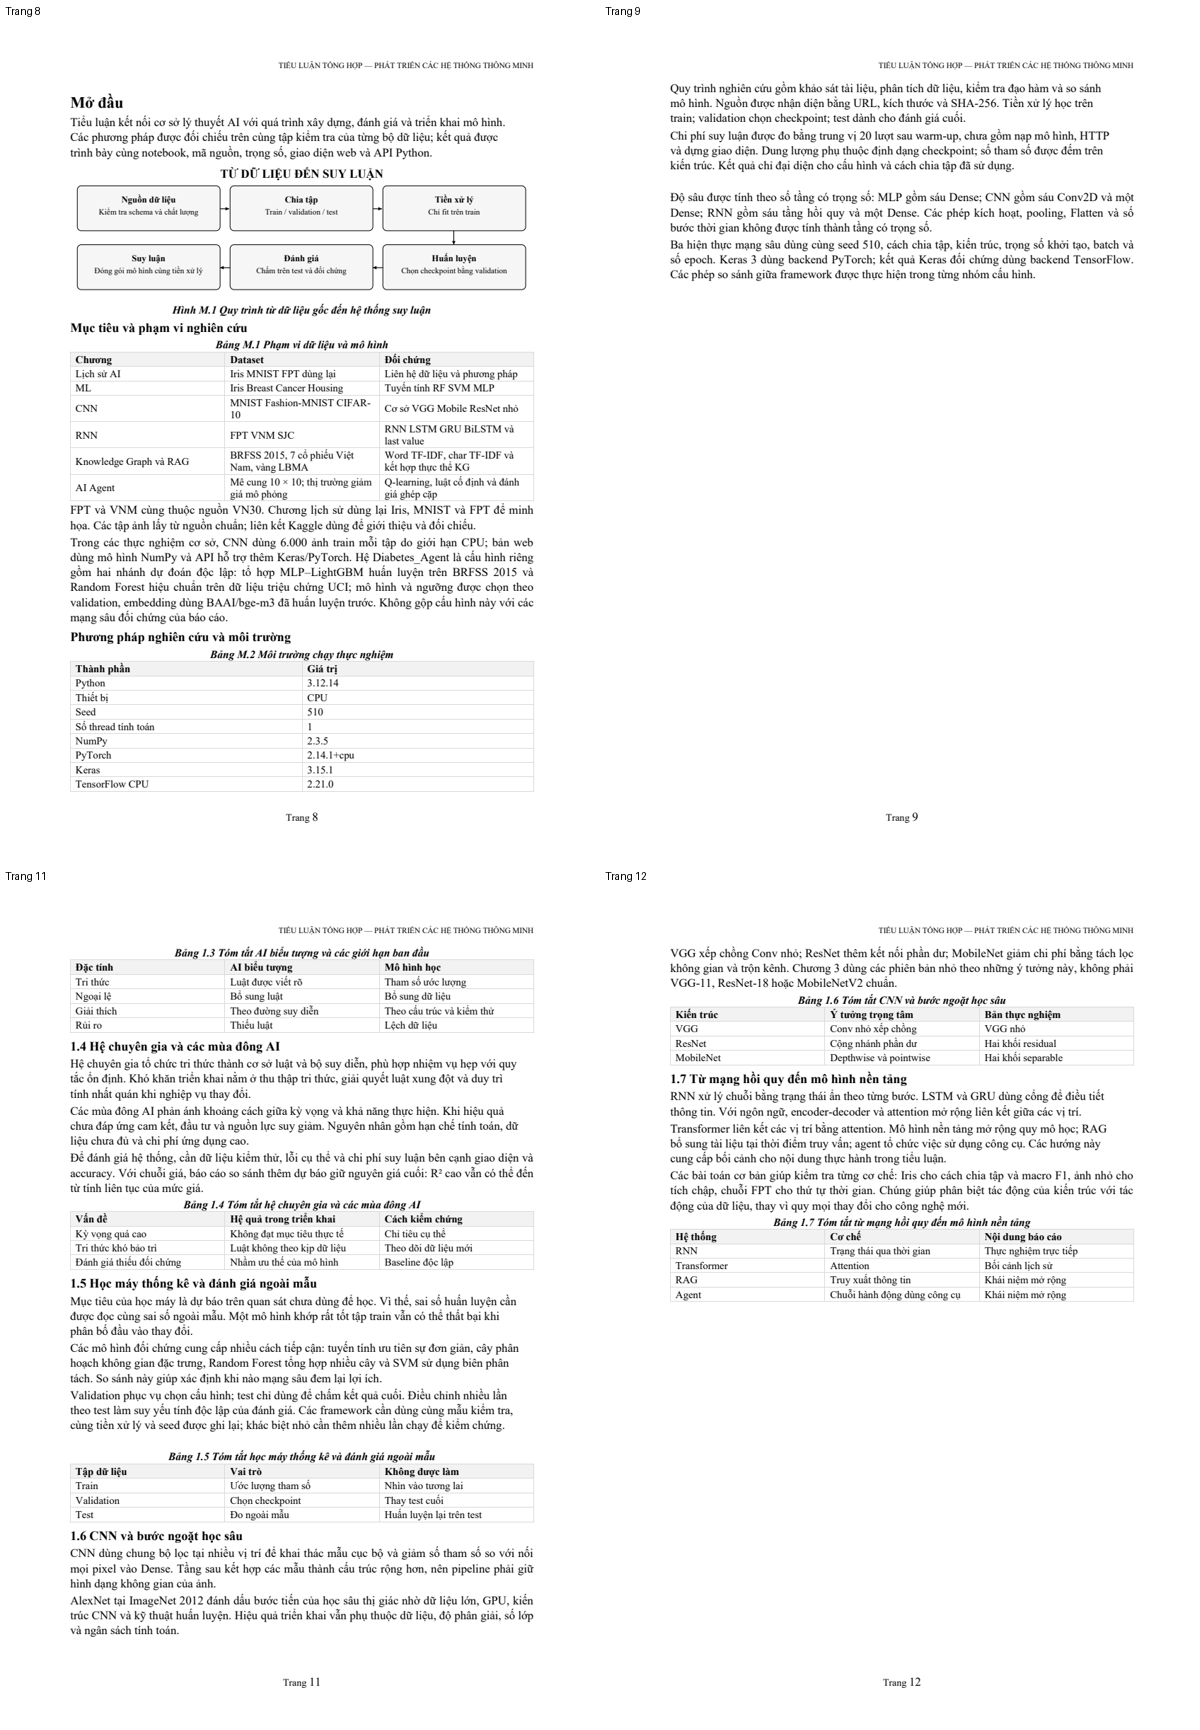 Trang 8
TIỂU LUẬN TỔNG HỢP — PHÁT TRIỂN CÁC HỆ THỐNG THÔNG MINH
Mở đầu
Tiểu luận kết nối cơ sở lý thuyết AI với quá trình xây dựng, đánh giá và triển khai mô hình.
Các phương pháp được đối chiếu trên cùng tập kiểm tra của từng bộ dữ liệu; kết quả được
trình bày cùng notebook, mã nguồn, trọng số, giao diện web và API Python.
TỪ DỮ LIỆU ĐẾN SUY LUẬN
Nguồn dữ liệu
Kiểm tra schema và chất lượng
Chia tập
Train / validation / test
Tiền xử lý
Chỉ fit trên train
Suy luận
Đóng gói mô hình cùng tiền xử lý
Đánh giá
Chấm trên test và đối chứng
Huấn luyện
Chọn checkpoint bằng validation
Hình M.1 Quy trình từ dữ liệu gốc đến hệ thống suy luận
Mục tiêu và phạm vi nghiên cứu
Bảng M.1 Phạm vi dữ liệu và mô hình
Chương Dataset Đối chứng
Lịch sử AI Iris MNIST FPT dùng lại Liên hệ dữ liệu và phương pháp
ML Iris Breast Cancer Housing Tuyến tính RF SVM MLP
CNN MNIST Fashion-MNIST CIFAR-
10 Cơ sở VGG Mobile ResNet nhỏ
RNN FPT VNM SJC RNN LSTM GRU BiLSTM và
last value
Knowledge Graph và RAG BRFSS 2015, 7 cổ phiếu Việt
Nam, vàng LBMA Word TF-IDF, char TF-IDF và
kết hợp thực thể KG
AI Agent Mê cung 10 × 10; thị trường giảm
giá mô phỏng Q-learning, luật cố định và đánh
giá ghép cặp
FPT và VNM cùng thuộc nguồn VN30. Chương lịch sử dùng lại Iris, MNIST và FPT để minh
họa. Các tập ảnh lấy từ nguồn chuẩn; liên kết Kaggle dùng để giới thiệu và đối chiếu.
Trong các thực nghiệm cơ sở, CNN dùng 6.000 ảnh train mỗi tập do giới hạn CPU; bản web
dùng mô hình NumPy và API hỗ trợ thêm Keras/PyTorch. Hệ Diabetes_Agent là cấu hình riêng
gồm hai nhánh dự đoán độc lập: tổ hợp MLP–LightGBM huấn luyện trên BRFSS 2015 và
Random Forest hiệu chuẩn trên dữ liệu triệu chứng UCI; mô hình và ngưỡng được chọn theo
validation, embedding dùng BAAI/bge-m3 đã huấn luyện trước. Không gộp cấu hình này với các
mạng sâu đối chứng của báo cáo.
Phương pháp nghiên cứu và môi trường
Bảng M.2 Môi trường chạy thực nghiệm
Thành phần Giá trị
Python 3.12.14
Thiết bị CPU
Seed 510
Số thread tính toán 1
NumPy 2.3.5
PyTorch 2.14.1+cpu
Keras 3.15.1
TensorFlow CPU 2.21.0
Trang 8
Trang 9
TIỂU LUẬN TỔNG HỢP — PHÁT TRIỂN CÁC HỆ THỐNG THÔNG MINH
Quy trình nghiên cứu gồm khảo sát tài liệu, phân tích dữ liệu, kiểm tra đạo hàm và so sánh
mô hình. Nguồn được nhận diện bằng URL, kích thước và SHA-256. Tiền xử lý học trên
train; validation chọn checkpoint; test dành cho đánh giá cuối.
Chi phí suy luận được đo bằng trung vị 20 lượt sau warm-up, chưa gồm nạp mô hình, HTTP
và dựng giao diện. Dung lượng phụ thuộc định dạng checkpoint; số tham số được đếm trên
kiến trúc. Kết quả chỉ đại diện cho cấu hình và cách chia tập đã sử dụng.
Độ sâu được tính theo số tầng có trọng số: MLP gồm sáu Dense; CNN gồm sáu Conv2D và một
Dense; RNN gồm sáu tầng hồi quy và một Dense. Các phép kích hoạt, pooling, Flatten và số
bước thời gian không được tính thành tầng có trọng số.
Ba hiện thực mạng sâu dùng cùng seed 510, cách chia tập, kiến trúc, trọng số khởi tạo, batch và
số epoch. Keras 3 dùng backend PyTorch; kết quả Keras đối chứng dùng backend TensorFlow.
Các phép so sánh giữa framework được thực hiện trong từng nhóm cấu hình.
Trang 9
Trang 11
TIỂU LUẬN TỔNG HỢP — PHÁT TRIỂN CÁC HỆ THỐNG THÔNG MINH
Bảng 1.3 Tóm tắt AI biểu tượng và các giới hạn ban đầu
Đặc tính AI biểu tượng Mô hình học
Tri thức Luật được viết rõ Tham số ước lượng
Ngoại lệ Bổ sung luật Bổ sung dữ liệu
Giải thích Theo đường suy diễn Theo cấu trúc và kiểm thử
Rủi ro Thiếu luật Lệch dữ liệu
1.4 Hệ chuyên gia và các mùa đông AI
Hệ chuyên gia tổ chức tri thức thành cơ sở luật và bộ suy diễn, phù hợp nhiệm vụ hẹp với quy
tắc ổn định. Khó khăn triển khai nằm ở thu thập tri thức, giải quyết luật xung đột và duy trì
tính nhất quán khi nghiệp vụ thay đổi.
Các mùa đông AI phản ánh khoảng cách giữa kỳ vọng và khả năng thực hiện. Khi hiệu quả
chưa đáp ứng cam kết, đầu tư và nguồn lực suy giảm. Nguyên nhân gồm hạn chế tính toán, dữ
liệu chưa đủ và chi phí ứng dụng cao.
Để đánh giá hệ thống, cần dữ liệu kiểm thử, lỗi cụ thể và chi phí suy luận bên cạnh giao diện và
accuracy. Với chuỗi giá, báo cáo so sánh thêm dự báo giữ nguyên giá cuối: R² cao vẫn có thể đến
từ tính liên tục của mức giá.
Bảng 1.4 Tóm tắt hệ chuyên gia và các mùa đông AI
Vấn đề Hệ quả trong triển khai Cách kiểm chứng
Kỳ vọng quá cao Không đạt mục tiêu thực tế Chỉ tiêu cụ thể
Tri thức khó bảo trì Luật không theo kịp dữ liệu Theo dõi dữ liệu mới
Đánh giá thiếu đối chứng Nhầm ưu thế của mô hình Baseline độc lập
1.5 Học máy thống kê và đánh giá ngoài mẫu
Mục tiêu của học máy là dự báo trên quan sát chưa dùng để học. Vì thế, sai số huấn luyện cần
được đọc cùng sai số ngoài mẫu. Một mô hình khớp rất tốt tập train vẫn có thể thất bại khi
phân bố đầu vào thay đổi.
Các mô hình đối chứng cung cấp nhiều cách tiếp cận: tuyến tính ưu tiên sự đơn giản, cây phân
hoạch không gian đặc trưng, Random Forest tổng hợp nhiều cây và SVM sử dụng biên phân
tách. So sánh này giúp xác định khi nào mạng sâu đem lại lợi ích.
Validation phục vụ chọn cấu hình; test chỉ dùng để chấm kết quả cuối. Điều chỉnh nhiều lần
theo test làm suy yếu tính độc lập của đánh giá. Các framework cần dùng cùng mẫu kiểm tra,
cùng tiền xử lý và seed được ghi lại; khác biệt nhỏ cần thêm nhiều lần chạy để kiểm chứng.
Bảng 1.5 Tóm tắt học máy thống kê và đánh giá ngoài mẫu
Tập dữ liệu Vai trò Không được làm
Train Ước lượng tham số Nhìn vào tương lai
Validation Chọn checkpoint Thay test cuối
Test Đo ngoài mẫu Huấn luyện lại trên test
1.6 CNN và bước ngoặt học sâu
CNN dùng chung bộ lọc tại nhiều vị trí để khai thác mẫu cục bộ và giảm số tham số so với nối
mọi pixel vào Dense. Tầng sau kết hợp các mẫu thành cấu trúc rộng hơn, nên pipeline phải giữ
hình dạng không gian của ảnh.
AlexNet tại ImageNet 2012 đánh dấu bước tiến của học sâu thị giác nhờ dữ liệu lớn, GPU, kiến
trúc CNN và kỹ thuật huấn luyện. Hiệu quả triển khai vẫn phụ thuộc dữ liệu, độ phân giải, số lớp
và ngân sách tính toán.
Trang 11
Trang 12
TIỂU LUẬN TỔNG HỢP — PHÁT TRIỂN CÁC HỆ THỐNG THÔNG MINH
VGG xếp chồng Conv nhỏ; ResNet thêm kết nối phần dư; MobileNet giảm chi phí bằng tách lọc
không gian và trộn kênh. Chương 3 dùng các phiên bản nhỏ theo những ý tưởng này, không phải
VGG-11, ResNet-18 hoặc MobileNetV2 chuẩn.
Bảng 1.6 Tóm tắt CNN và bước ngoặt học sâu
Kiến trúc Ý tưởng trọng tâm Bản thực nghiệm
VGG Conv nhỏ xếp chồng VGG nhỏ
ResNet Cộng nhánh phần dư Hai khối residual
MobileNet Depthwise và pointwise Hai khối separable
1.7 Từ mạng hồi quy đến mô hình nền tảng
RNN xử lý chuỗi bằng trạng thái ẩn theo từng bước. LSTM và GRU dùng cổng để điều tiết
thông tin. Với ngôn ngữ, encoder-decoder và attention mở rộng liên kết giữa các vị trí.
Transformer liên kết các vị trí bằng attention. Mô hình nền tảng mở rộng quy mô học; RAG
bổ sung tài liệu tại thời điểm truy vấn; agent tổ chức việc sử dụng công cụ. Các hướng này
cung cấp bối cảnh cho nội dung thực hành trong tiểu luận.
Các bài toán cơ bản giúp kiểm tra từng cơ chế: Iris cho cách chia tập và macro F1, ảnh nhỏ cho
tích chập, chuỗi FPT cho thứ tự thời gian. Chúng giúp phân biệt tác động của kiến trúc với tác
động của dữ liệu, thay vì quy mọi thay đổi cho công nghệ mới.
Bảng 1.7 Tóm tắt từ mạng hồi quy đến mô hình nền tảng
Hệ thống Cơ chế Nội dung báo cáo
RNN Trạng thái qua thời gian Thực nghiệm trực tiếp
Transformer Attention Bối cảnh lịch sử
RAG Truy xuất thông tin Khái niệm mở rộng
Agent Chuỗi hành động dùng công cụ Khái niệm mở rộng
Trang 12